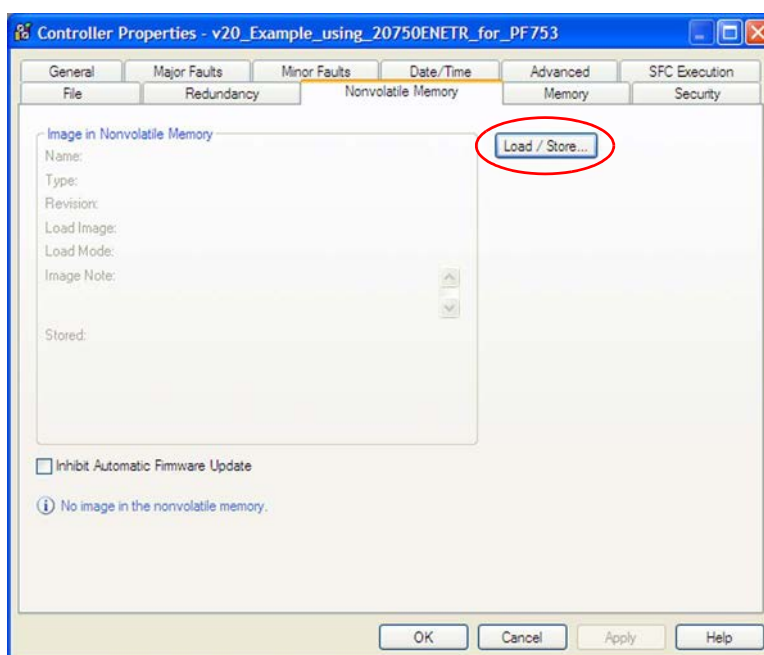 Controller Properties - v20_Example_using_20750ENETR_for_PF753
General Major Faults Minor Faults Date/Time Advanced SFC Execution
File Redundancy Nonvolatile Memory Memory Security
Image in Nonvolatile Memory
Load / Store...
Name:
Type:
Revision:
Load Image:
Load Mode:
Image Note:
Stored:
Inhibit Automatic Firmware Update
No image in the nonvolatile memory.
OK Cancel Apply Help